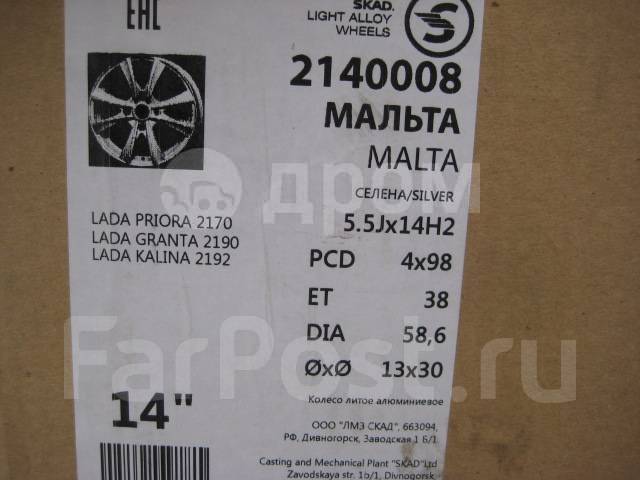 EAC
SKAD.
LIGHT ALLOY
WHEELS
2140008
МАЛЬТА
MALTA
СЕЛЕНА/SILVER
LADA PRIORA 2170
LADA GRANTA 2190
LADA KALINA 2192
5.5Jx14H2
PCD 4x98
ET 38
DIA 58,6
ØxØ 13x30
14"
Колесо литое алюминиевое
ООО "ЛМЗ СКАД", 663094,
РФ, Дивногорск, Заводская 1 Б/1
Casting and Mechanical Plant "SKAD"Ltd
Zavodskaya str. 1b/1, Divnogorsk
дром
FarPost.ru